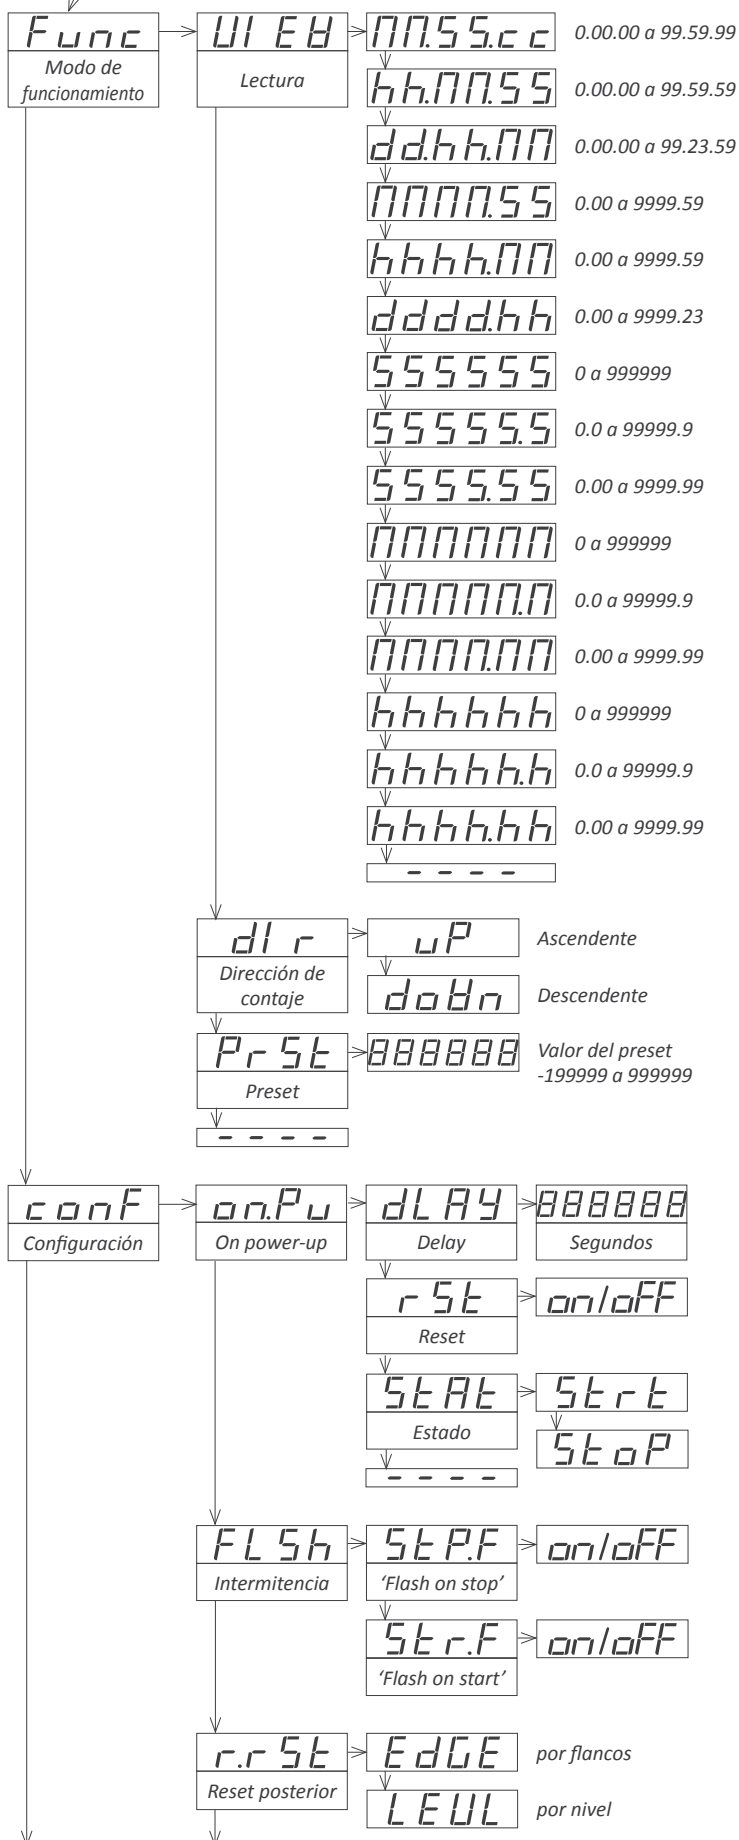 Func
Modo de
funcionamiento
VIEW
Lectura
MM.SS.cc 0.00.00 a 99.59.99
hh.MM.SS 0.00.00 a 99.59.59
dd.hh.MM 0.00.00 a 99.23.59
MMMM.SS 0.00 a 9999.59
hhhh.MM 0.00 a 9999.59
dddd.hh 0.00 a 9999.23
SSSSSS 0 a 999999
SSSSS.S 0.0 a 99999.9
SSSS.SS 0.00 a 9999.99
MMMMMM 0 a 999999
MMMMM.M 0.0 a 99999.9
MMMM.MM 0.00 a 9999.99
hhhhhh 0 a 999999
hhhhh.h 0.0 a 99999.9
hhhh.hh 0.00 a 9999.99
----
dIr
Dirección de
contaje
uP Ascendente
doWn Descendente
PrSt
Preset
888888 Valor del preset
-199999 a 999999
----
conF
Configuración
on.Pu
On power-up
dLAY
Delay
888888
Segundos
rSt
Reset
on/oFF
StAt
Estado
Strt
StoP
----
FLSh
Intermitencia
StP.F
'Flash on stop'
on/oFF
Str.F
'Flash on start'
on/oFF
r.rSt
Reset posterior
EdGE por flancos
LEVL por nivel